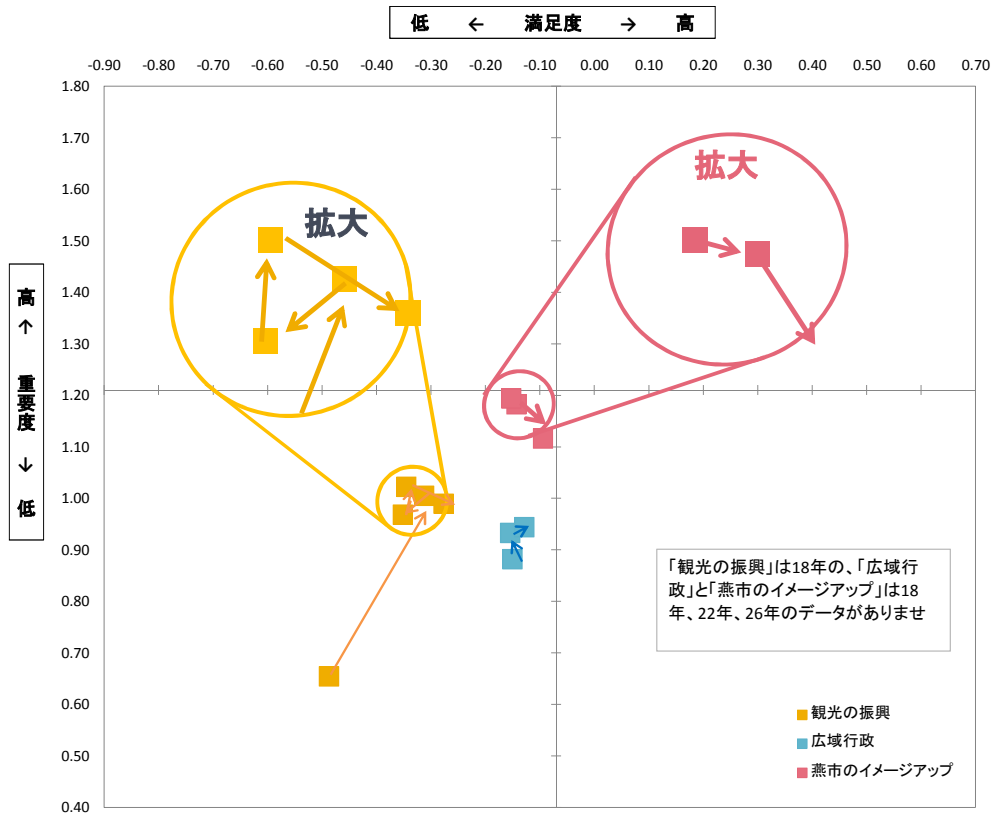 低 ← 満足度 → 高
-0.90 -0.80 -0.70 -0.60 -0.50 -0.40 -0.30 -0.20 -0.10 0.00 0.10 0.20 0.30 0.40 0.50 0.60 0.70
1.80
1.70
1.60
1.50
1.40
1.30
1.20
1.10
1.00
0.90
0.80
0.70
0.60
0.50
0.40
高 ↑ 重要度 ↓ 低
拡大
拡大
「観光の振興」は18年の、「広域行
政」と「燕市のイメージアップ」は18
年、22年、26年のデータがありませ
観光の振興
広域行政
燕市のイメージアップ